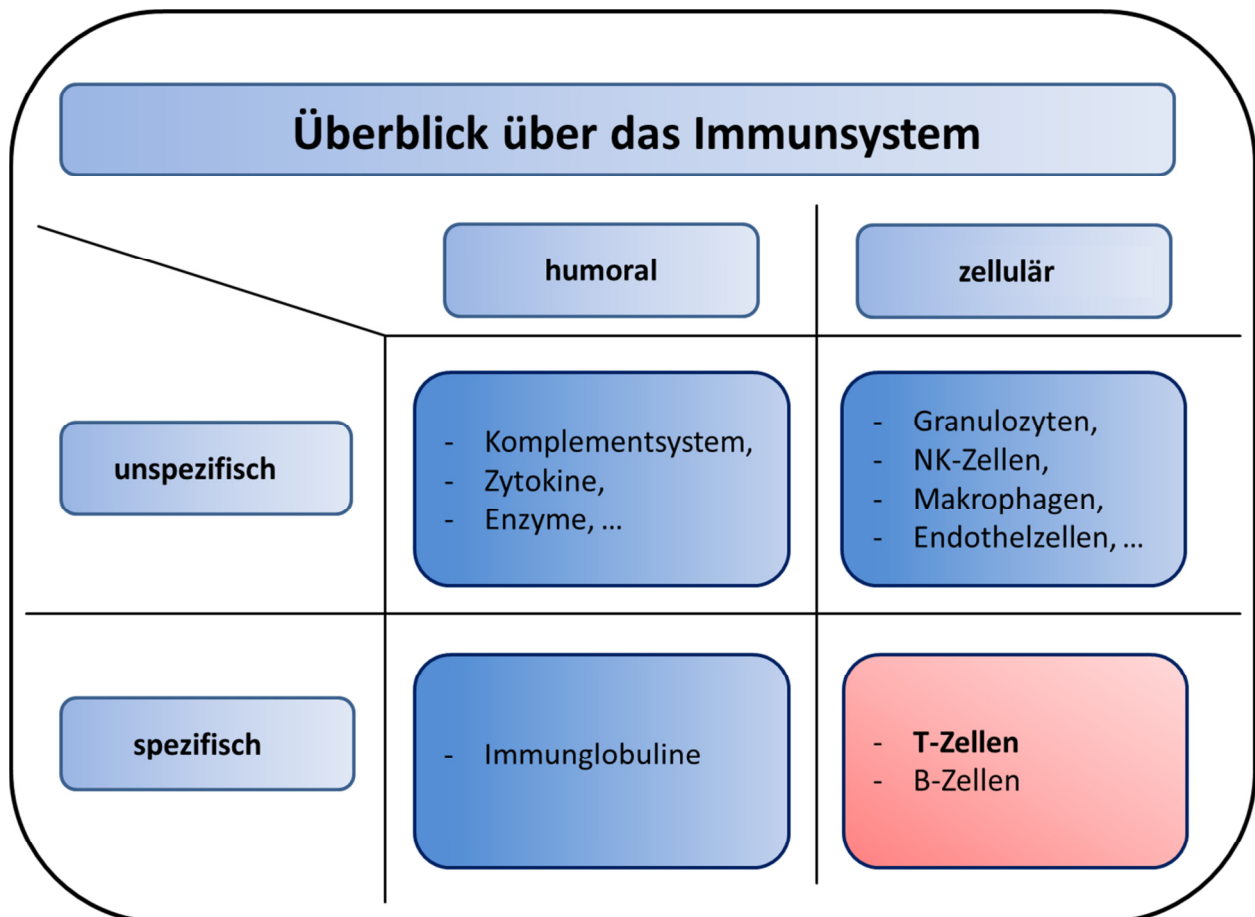 Überblick über das Immunsystem
humoral
zellulär
unspezifisch
- Komplementsystem,
- Zytokine,
- Enzyme, ...
- Granulozyten,
- NK-Zellen,
- Makrophagen,
- Endothelzellen, ...
spezifisch
- Immunglobuline
- T-Zellen
- B-Zellen